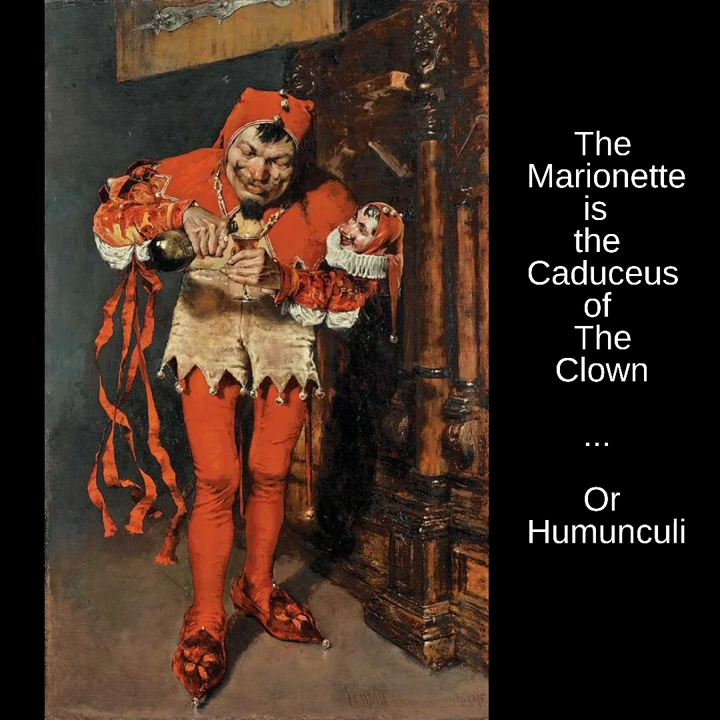 The
Marionette
is
the
Caduceus
of
The
Clown
...
Or
Humunculi